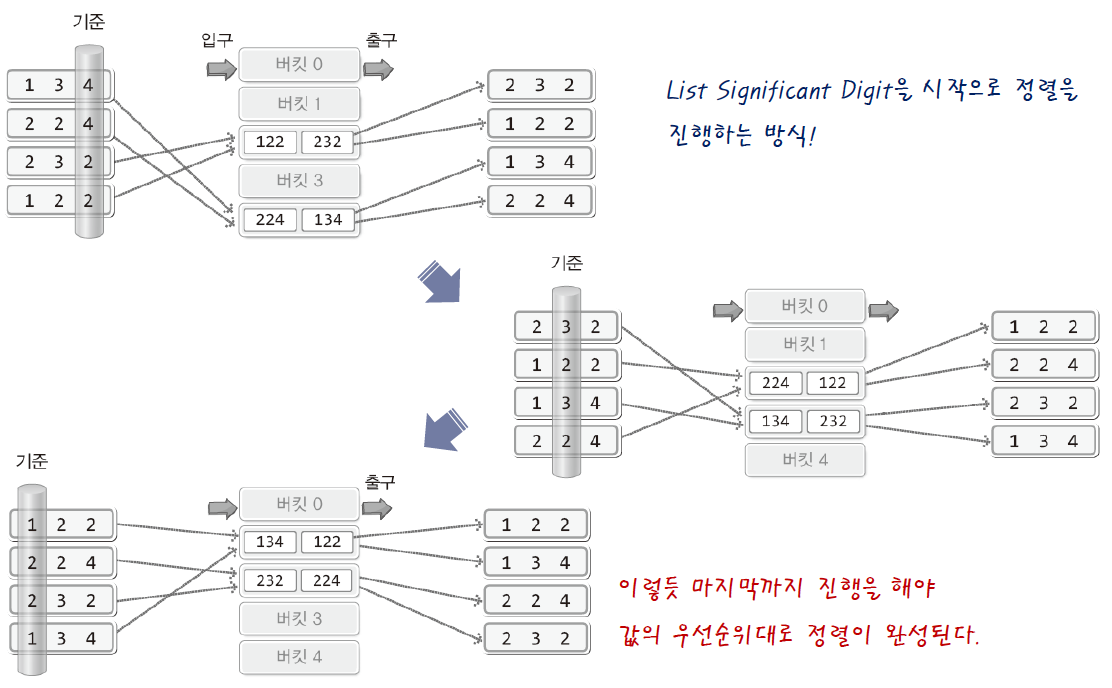 기준
입구
출구
버킷 0
버킷 1
버킷 3
1 3 4
2 2 4
2 3 2
1 2 2
122 232
224 134
2 3 2
1 2 2
1 3 4
2 2 4
List Significant Digit을 시작으로 정렬을
진행하는 방식!
기준
2 3 2
1 2 2
1 3 4
2 2 4
버킷 0
버킷 1
224 122
134 232
버킷 4
1 2 2
2 2 4
2 3 2
1 3 4
기준
출구
1 2 2
2 2 4
2 3 2
1 3 4
버킷 0
134 122
232 224
버킷 3
버킷 4
1 2 2
1 3 4
2 2 4
2 3 2
이렇듯 마지막까지 진행을 해야
값의 우선순위대로 정렬이 완성된다.